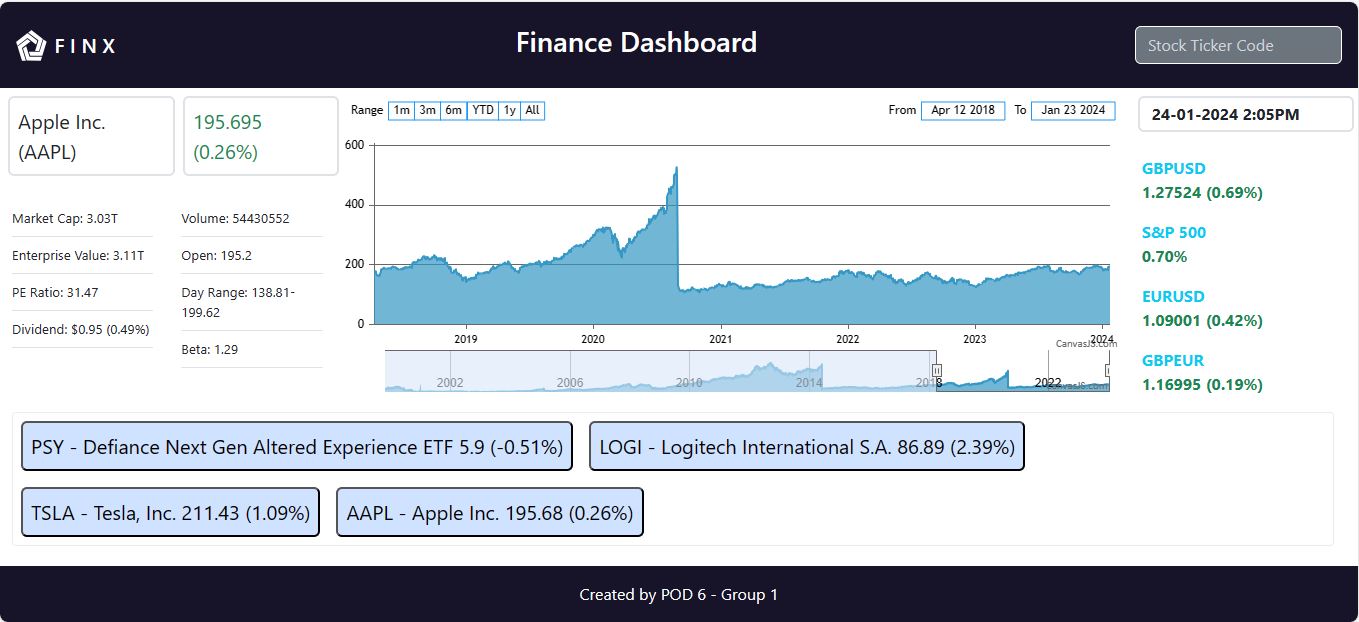 FINX
Finance Dashboard
Stock Ticker Code
Apple Inc.
(AAPL)
195.695
(0.26%)
Market Cap: 3.03T
Enterprise Value: 3.11T
PE Ratio: 31.47
Dividend: $0.95 (0.49%)
Volume: 54430552
Open: 195.2
Day Range: 138.81-
199.62
Beta: 1.29
Range 1m 3m 6m YTD 1y All
From Apr 12 2018 To Jan 23 2024
600
400
200
0
2019 2020 2021 2022 2023 2024
CanvasJS.com
2002 2006 2010 2014 2018 2022
CanvasJS.com
24-01-2024 2:05PM
GBPUSD
1.27524 (0.69%)
S&P 500
0.70%
EURUSD
1.09001 (0.42%)
GBPEUR
1.16995 (0.19%)
PSY - Defiance Next Gen Altered Experience ETF 5.9 (-0.51%)
LOGI - Logitech International S.A. 86.89 (2.39%)
TSLA - Tesla, Inc. 211.43 (1.09%)
AAPL - Apple Inc. 195.68 (0.26%)
Created by POD 6 - Group 1